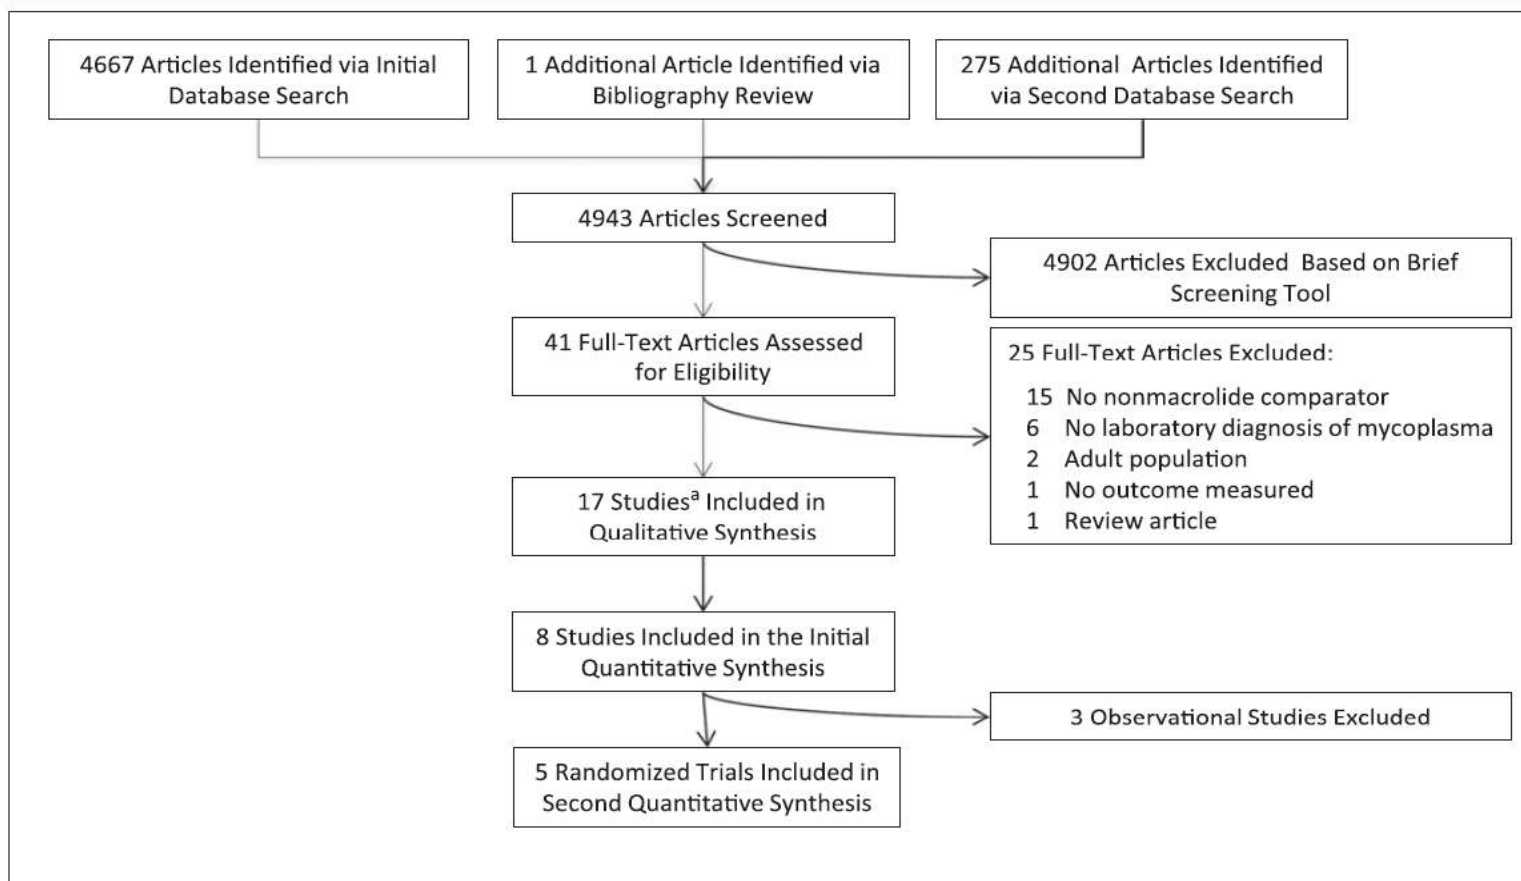 4667 Articles Identified via Initial
Database Search
1 Additional Article Identified via
Bibliography Review
275 Additional Articles Identified
via Second Database Search
4943 Articles Screened
4902 Articles Excluded Based on Brief
Screening Tool
41 Full-Text Articles Assessed
for Eligibility
25 Full-Text Articles Excluded:
15 No nonmacrolide comparator
6 No laboratory diagnosis of mycoplasma
2 Adult population
1 No outcome measured
1 Review article
17 Studiesᵃ Included in
Qualitative Synthesis
8 Studies Included in the Initial
Quantitative Synthesis
3 Observational Studies Excluded
5 Randomized Trials Included in
Second Quantitative Synthesis